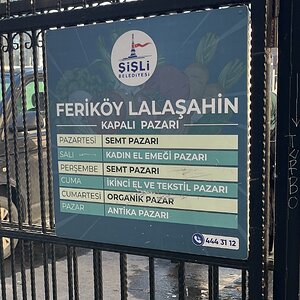 ŞİŞLİ
BELEDİYESİ
FERİKÖY LALAŞAHİN
KAPALI PAZARI
PAZARTESİ SEMT PAZARI
SALI KADIN EL EMEĞİ PAZARI
PERŞEMBE SEMT PAZARI
CUMA İKİNCİ EL VE TEKSTİL PAZARI
CUMARTESİ ORGANİK PAZAR
PAZAR ANTİKA PAZARI
444 31 12